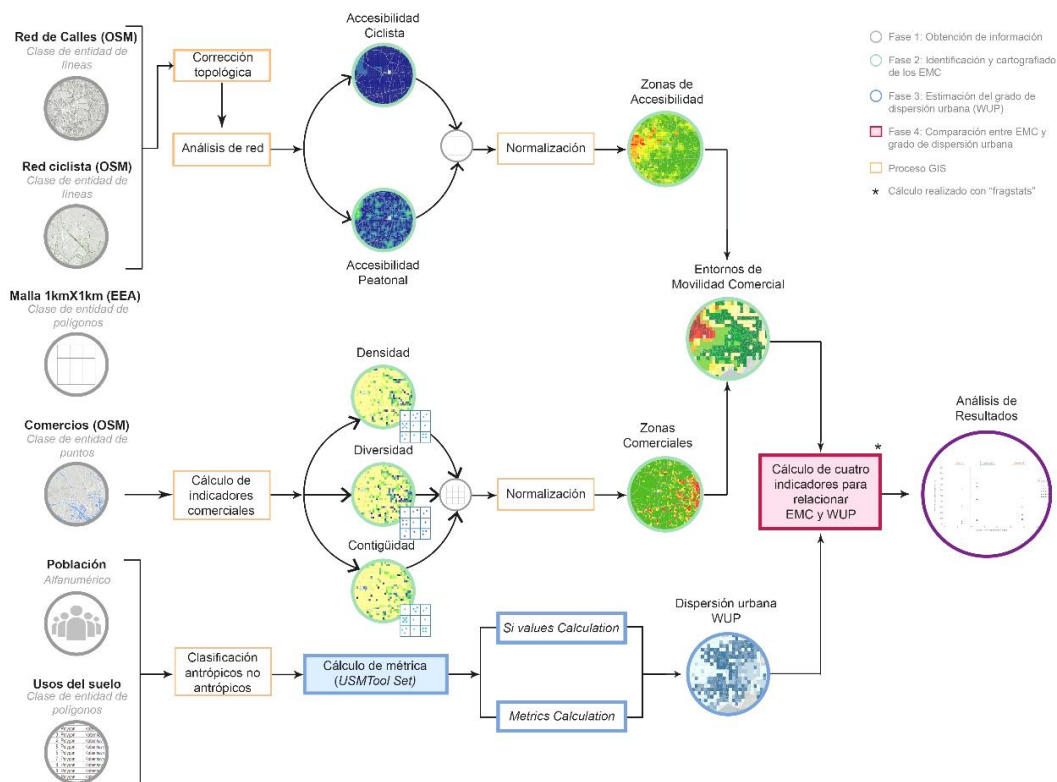 Red de Calles (OSM)
Clase de entidad de
líneas
Red ciclista (OSM)
Clase de entidad de
líneas
Malla 1kmX1km (EEA)
Clase de entidad de
polígonos
Comercios (OSM)
Clase de entidad de
puntos
Población
Alfanumérico
Usos del suelo
Clase de entidad de
polígonos
Corrección
topológica
Análisis de red
Accesibilidad
Ciclista
Accesibilidad
Peatonal
Normalización
Zonas de
Accesibilidad
Entornos de
Movilidad Comercial
Cálculo de
indicadores
comerciales
Densidad
Diversidad
Contigüidad
Normalización
Zonas
Comerciales
Clasificación
antrópicos no
antrópicos
Cálculo de métrica
(USMTool Set)
Si values Calculation
Metrics Calculation
Dispersión urbana
WUP
*
Cálculo de cuatro
indicadores para
relacionar
EMC y WUP
Análisis de
Resultados
Fase 1: Obtención de información
Fase 2: Identificación y cartografiado
de los EMC
Fase 3: Estimación del grado de
dispersión urbana (WUP)
Fase 4: Comparación entre EMC y
grado de dispersión urbana
Proceso GIS
* Cálculo realizado con "fragstats"